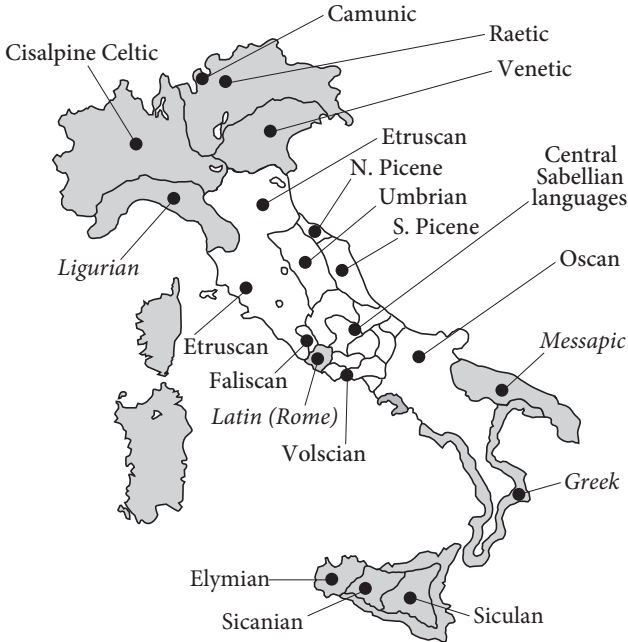 Camunic
Raetic
Cisalpine Celtic
Venetic
Etruscan
Central
Sabellian
languages
N. Picene
Umbrian
S. Picene
Oscan
Ligurian
Messapic
Etruscan
Faliscan
Latin (Rome)
Volscian
Greek
Elymian
Sicanian
Siculan